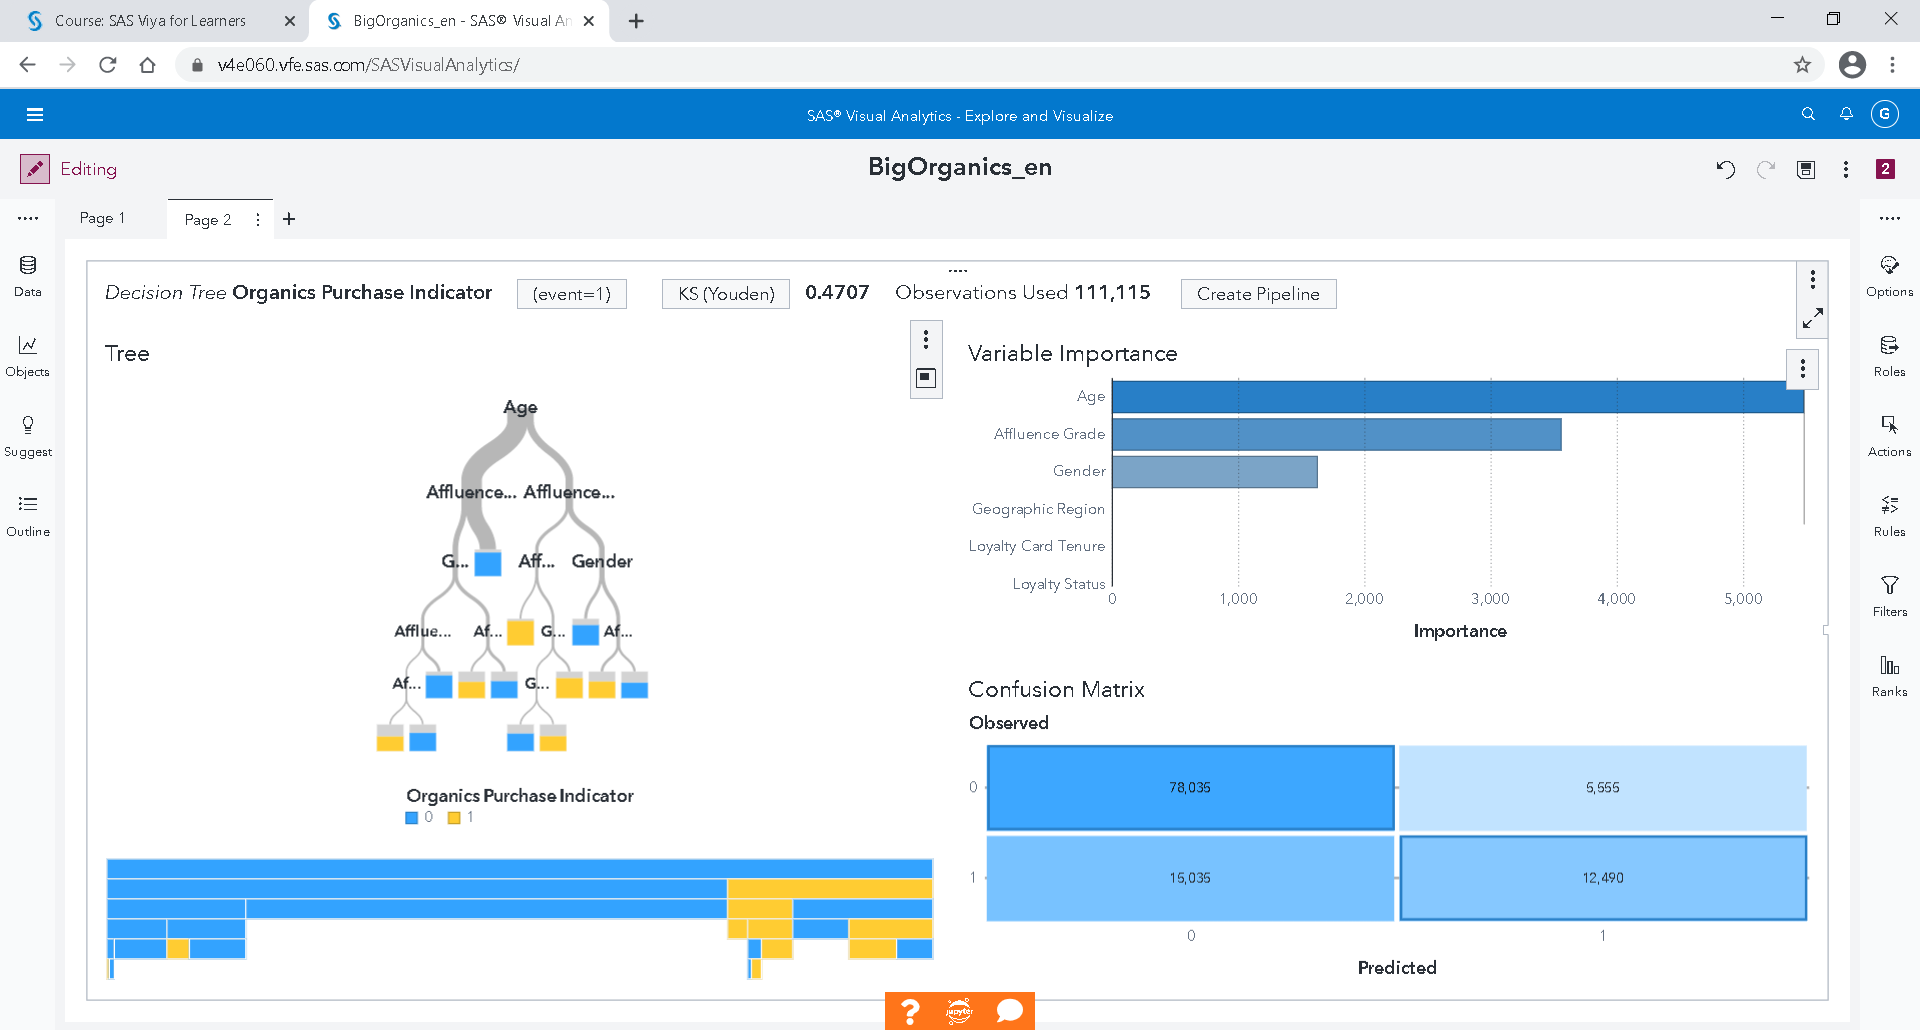 Course: SAS Viya for Learners
BigOrganics_en - SAS® Visual An
v4e060.vfe.sas.com/SASVisualAnalytics/
SAS® Visual Analytics - Explore and Visualize
G
Editing
BigOrganics_en
2
Page 1
Page 2
Data
Objects
Suggest
Outline
Options
Roles
Actions
Rules
Filters
Ranks
Decision Tree Organics Purchase Indicator (event=1) KS (Youden) 0.4707 Observations Used 111,115 Create Pipeline
Tree
Age
Affluence... Affluence...
G... Aff... Gender
Afflue... Af... G... Af...
Af... G...
Organics Purchase Indicator
0 1
Variable Importance
Age
Affluence Grade
Gender
Geographic Region
Loyalty Card Tenure
Loyalty Status
0 1,000 2,000 3,000 4,000 5,000
Importance
Confusion Matrix
Observed
0 78,035 5,555
1 15,035 12,490
0 1
Predicted
? jupyter